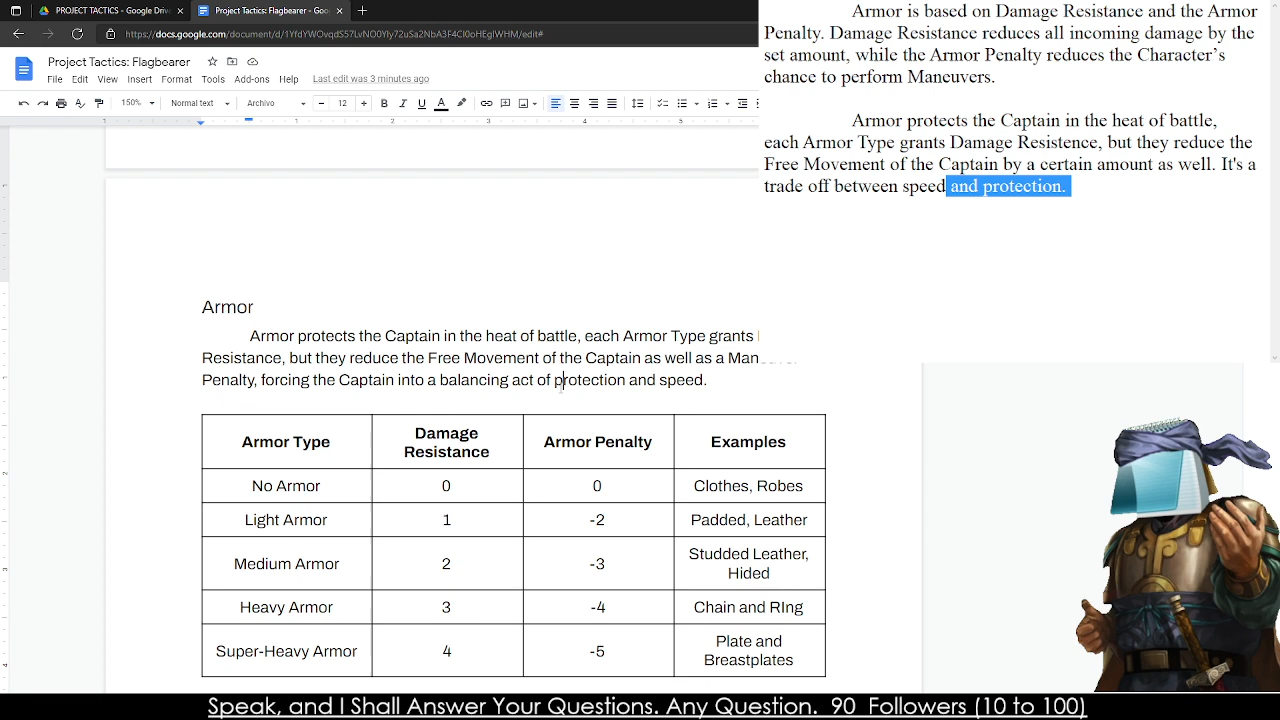 PROJECT TACTICS - Google Driv
Project Tactics: Flagbearer - Goo
https://docs.google.com/document/d/1YfdYWOvqdS57LvNO0Yly72uSa2NbA3F4Cl0oHEglWHM/edit#
Project Tactics: Flagbearer
File Edit View Insert Format Tools Add-ons Help Last edit was 3 minutes ago
150% Normal text Archivo 12 B I U A
1 1 2 3 4 5
Armor
Armor protects the Captain in the heat of battle, each Armor Type grants
Resistance, but they reduce the Free Movement of the Captain as well as a
Penalty, forcing the Captain into a balancing act of protection and speed.
Armor Type Damage Resistance Armor Penalty Examples
No Armor 0 0 Clothes, Robes
Light Armor 1 -2 Padded, Leather
Medium Armor 2 -3 Studded Leather, Hided
Heavy Armor 3 -4 Chain and RIng
Super-Heavy Armor 4 -5 Plate and Breastplates
Armor is based on Damage Resistance and the Armor
Penalty. Damage Resistance reduces all incoming damage by the
set amount, while the Armor Penalty reduces the Character's
chance to perform Maneuvers.
Armor protects the Captain in the heat of battle,
each Armor Type grants Damage Resistence, but they reduce the
Free Movement of the Captain by a certain amount as well. It's a
trade off between speed and protection.
Speak, and I Shall Answer Your Questions. Any Question. 90 Followers (10 to 100)